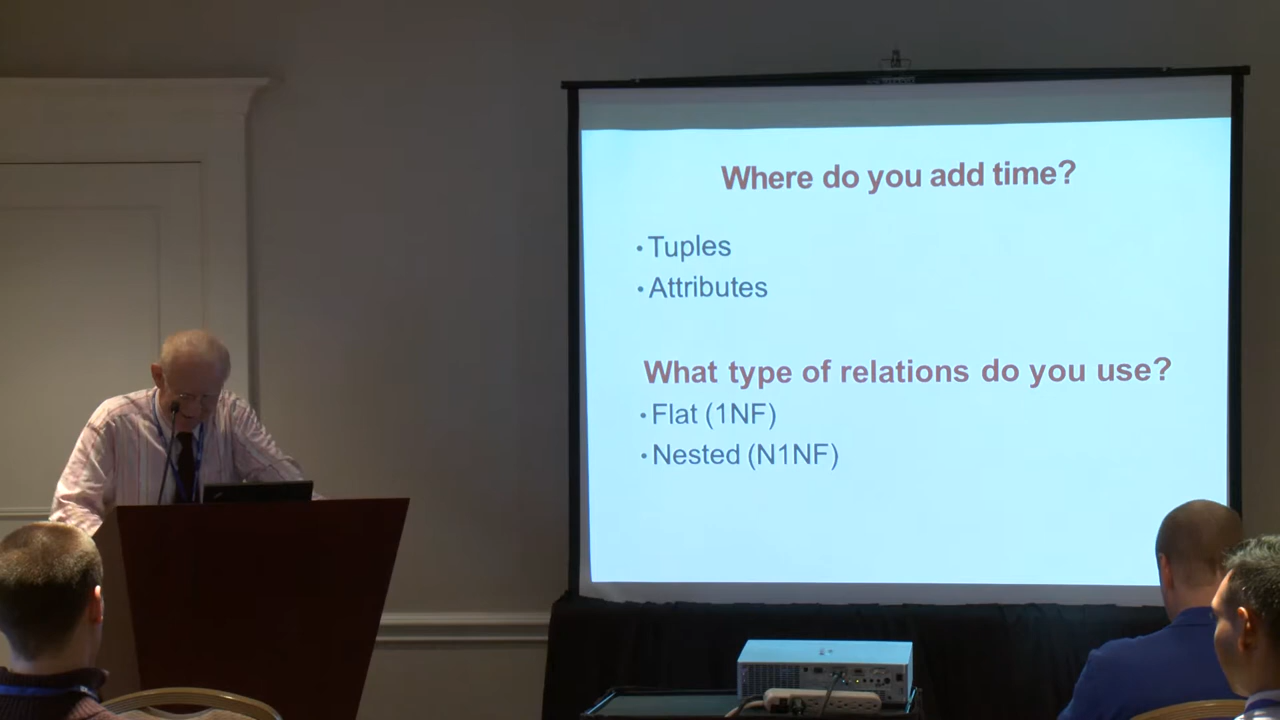 Where do you add time?
• Tuples
• Attributes
What type of relations do you use?
• Flat (1NF)
• Nested (N1NF)